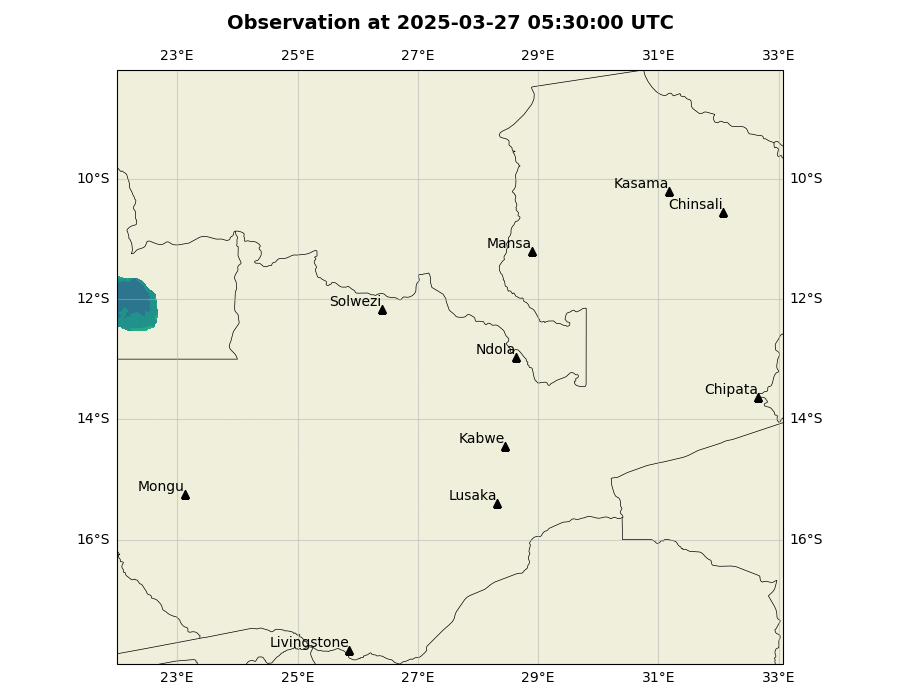 Observation at 2025-03-27 05:30:00 UTC
23°E 25°E 27°E 29°E 31°E 33°E
10°S 10°S
Kasama
Chinsali
Mansa
12°S 12°S
Solwezi
Ndola
Chipata
14°S 14°S
Kabwe
Mongu
Lusaka
16°S 16°S
Livingstone
23°E 25°E 27°E 29°E 31°E 33°E